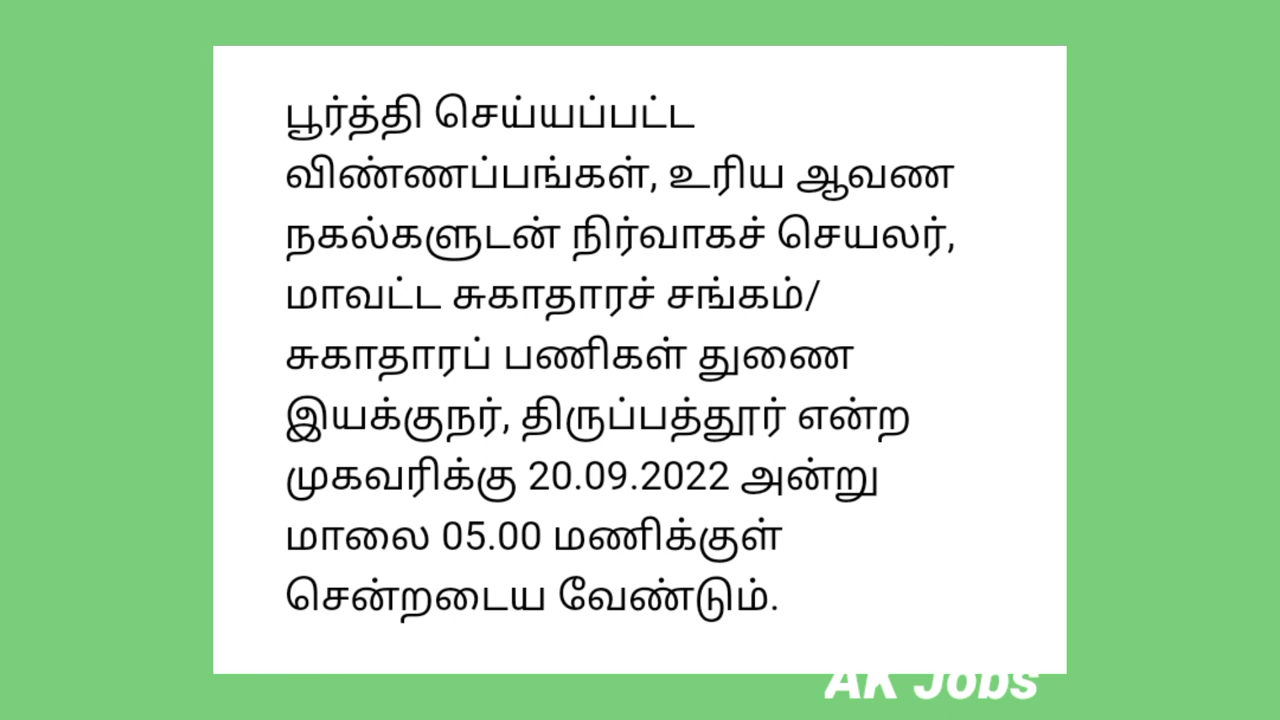 பூர்த்தி செய்யப்பட்ட
விண்ணப்பங்கள், உரிய ஆவண
நகல்களுடன் நிர்வாகச் செயலர்,
மாவட்ட சுகாதாரச் சங்கம்/
சுகாதாரப் பணிகள் துணை
இயக்குநர், திருப்பத்தூர் என்ற
முகவரிக்கு 20.09.2022 அன்று
மாலை 05.00 மணிக்குள்
சென்றடைய வேண்டும்.
AK Jobs